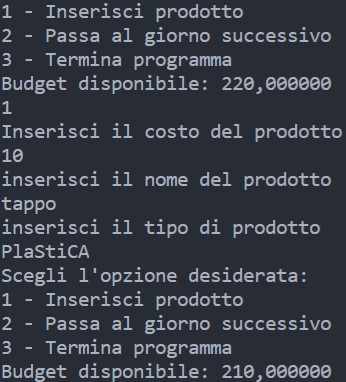 1 - Inserisci prodotto
2 - Passa al giorno successivo
3 - Termina programma
Budget disponibile: 220,000000
1
Inserisci il costo del prodotto
10
inserisci il nome del prodotto
tappo
inserisci il tipo di prodotto
PlaStiCA
Scegli l'opzione desiderata:
1 - Inserisci prodotto
2 - Passa al giorno successivo
3 - Termina programma
Budget disponibile: 210,000000